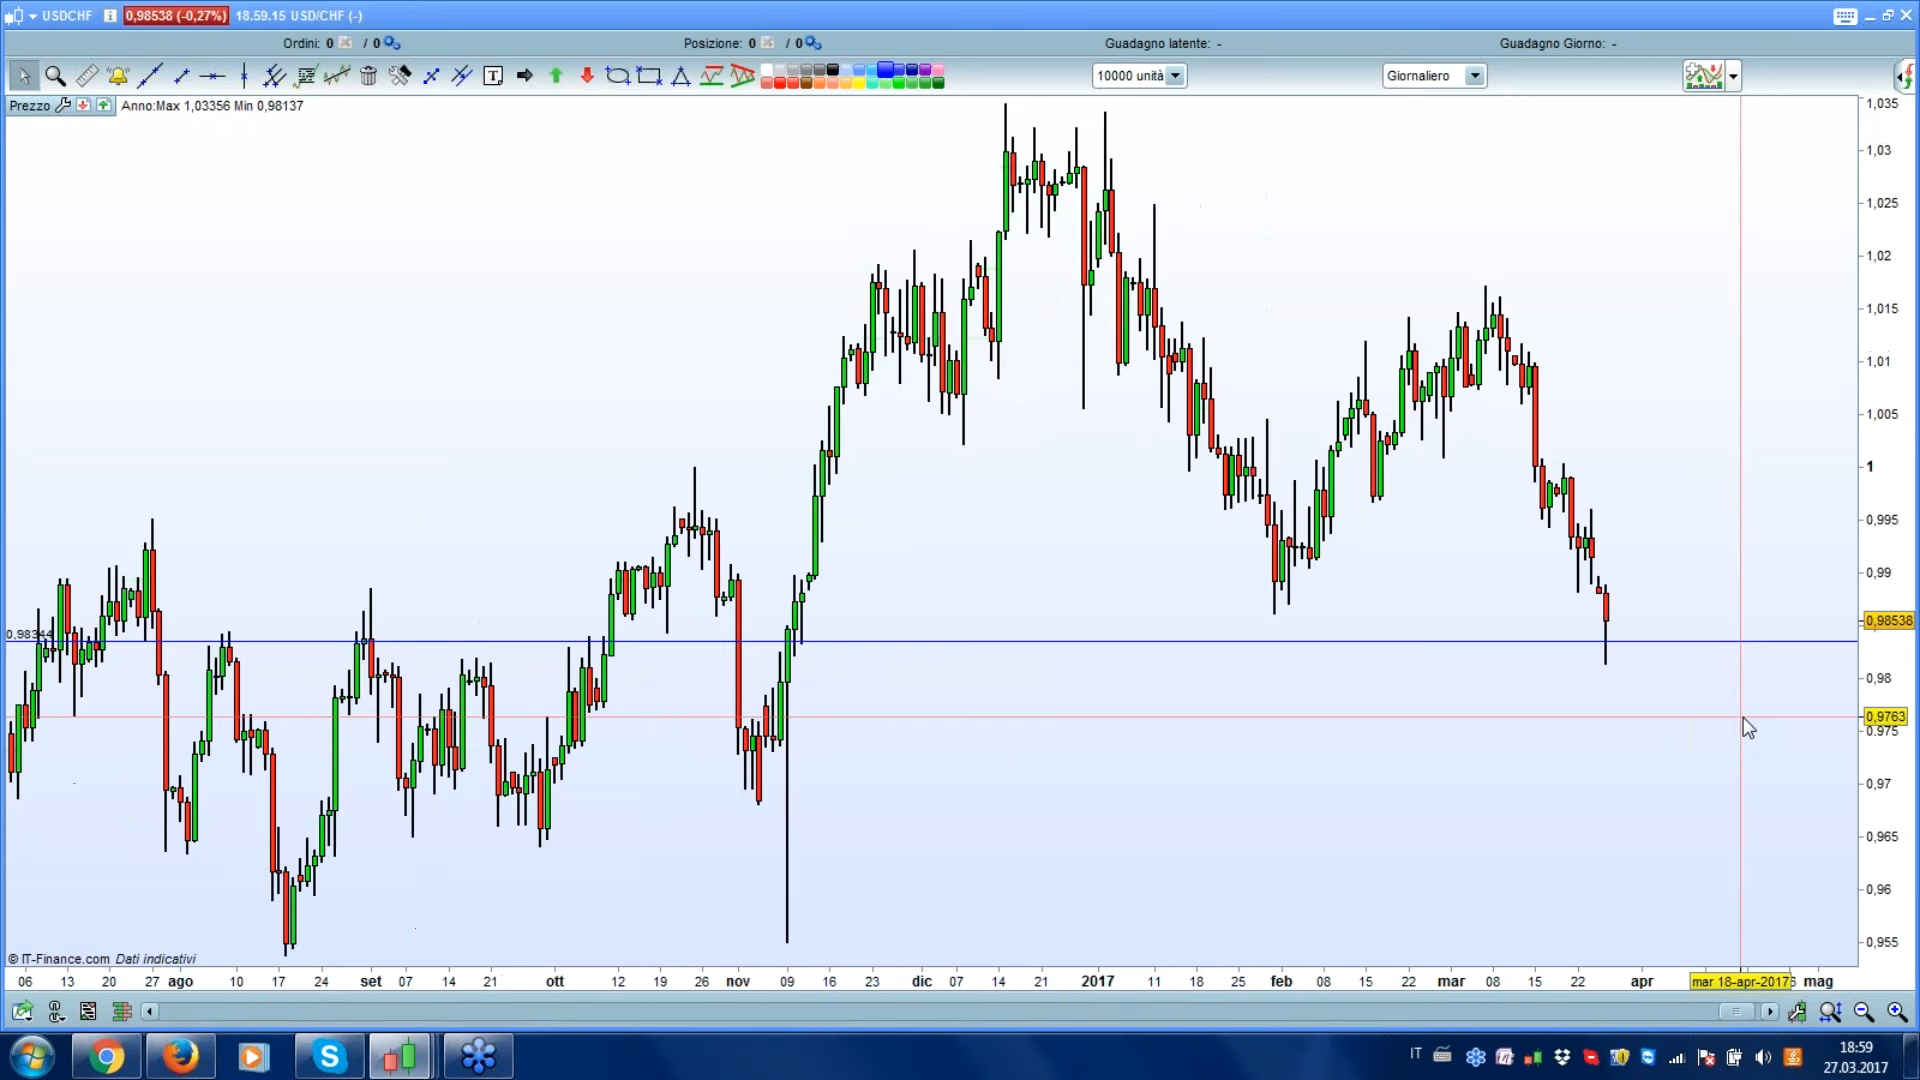 USDCHF 0,98538 (-0,27%) 18.59.15 USD/CHF (-)
Ordini: 0 / 0 Posizione: 0 / 0 Guadagno latente: - Guadagno Giorno: -
10000 unità Giornaliero
Prezzo Anno:Max 1,03356 Min 0,98137
1,035
1,03
1,025
1,02
1,015
1,01
1,005
1
0,995
0,99
0,98538
0,98344
0,98
0,9763
0,975
0,97
0,965
0,96
0,955
© IT-Finance.com Dati indicativi
06 13 20 27 ago 10 17 24 set 07 14 21 ott 12 19 26 nov 09 16 23 dic 07 14 21 2017 11 18 25 feb 08 15 22 mar 08 15 22 apr mar 18-apr-2017 mag
IT 18:59
27.03.2017